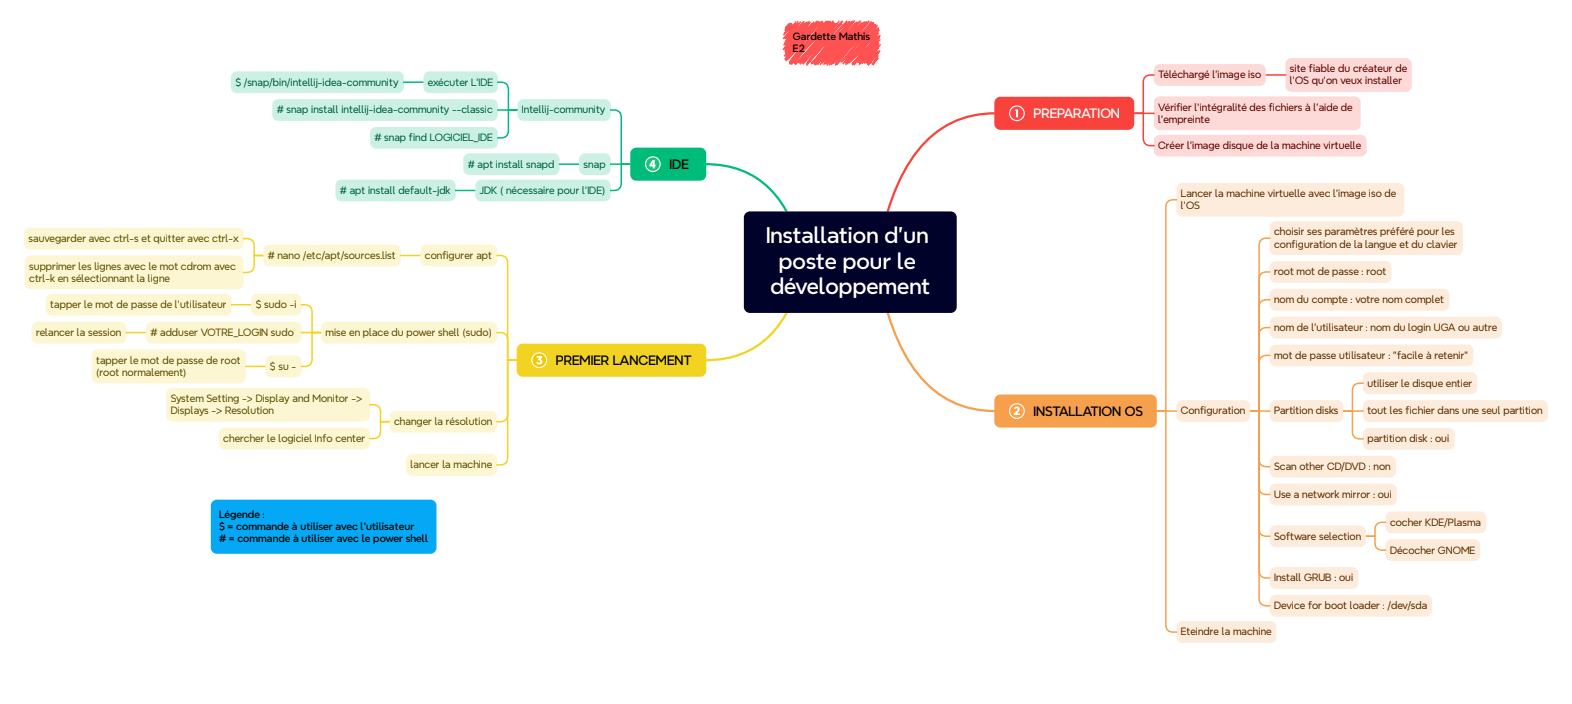 Gardette Mathis
E2
Installation d'un
poste pour le
développement
1 PREPARATION
Téléchargé l'image iso
site fiable du créateur de
l'OS qu'on veux installer
Vérifier l'intégralité des fichiers à l'aide de
l'empreinte
Créer l'image disque de la machine virtuelle
2 INSTALLATION OS
Lancer la machine virtuelle avec l'image iso de
l'OS
Configuration
choisir ses paramètres préféré pour les
configuration de la langue et du clavier
root mot de passe : root
nom du compte : votre nom complet
nom de l'utilisateur : nom du login UGA ou autre
mot de passe utilisateur : "facile à retenir"
Partition disks
utiliser le disque entier
tout les fichier dans une seul partition
partition disk : oui
Scan other CD/DVD : non
Use a network mirror : oui
Software selection
cocher KDE/Plasma
Décocher GNOME
Install GRUB : oui
Device for boot loader : /dev/sda
Eteindre la machine
3 PREMIER LANCEMENT
configurer apt
# nano /etc/apt/sources.list
sauvegarder avec ctrl-s et quitter avec ctrl-x
supprimer les lignes avec le mot cdrom avec
ctrl-k en sélectionnant la ligne
mise en place du power shell (sudo)
$ sudo -i
tapper le mot de passe de l'utilisateur
# adduser VOTRE_LOGIN sudo
relancer la session
$ su -
tapper le mot de passe de root
(root normalement)
changer la résolution
System Setting -> Display and Monitor ->
Displays -> Resolution
chercher le logiciel Info center
lancer la machine
4 IDE
Intellij-community
exécuter L'IDE
$ /snap/bin/intellij-idea-community
# snap install intellij-idea-community --classic
# snap find LOGICIEL_IDE
snap
# apt install snapd
JDK ( nécessaire pour l'IDE)
# apt install default-jdk
Légende :
$ = commande à utiliser avec l'utilisateur
# = commande à utiliser avec le power shell